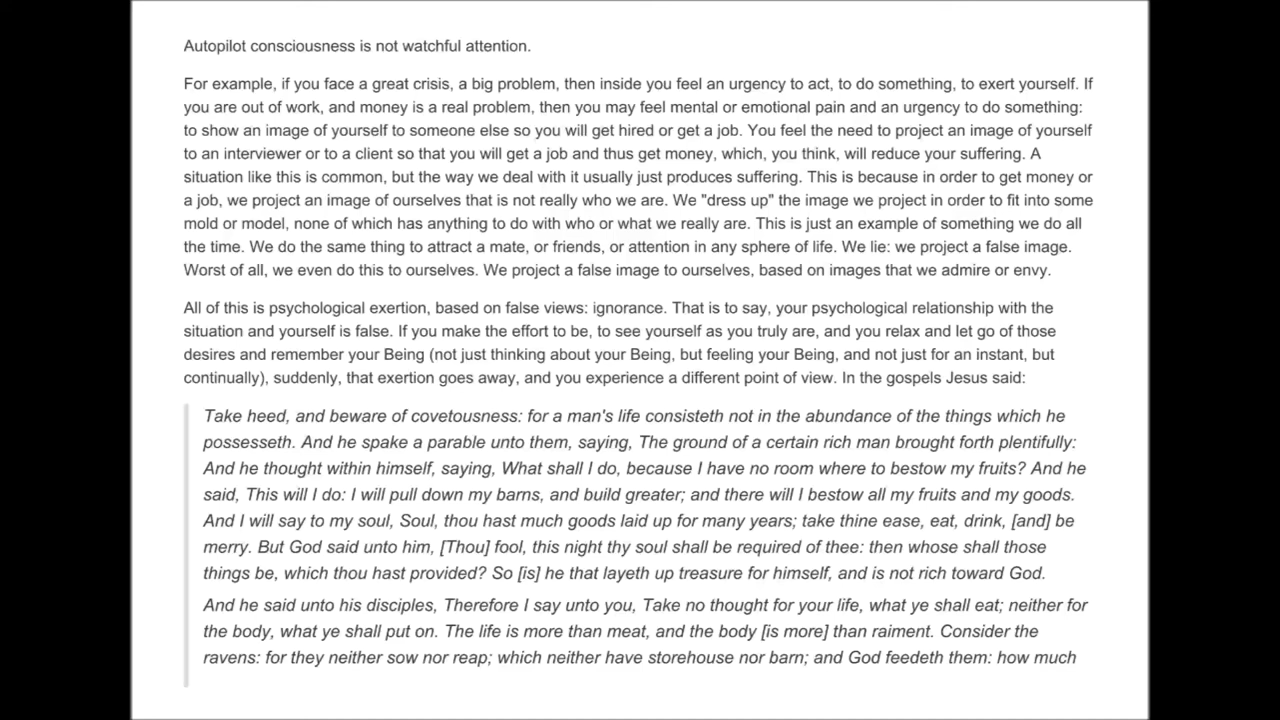 Autopilot consciousness is not watchful attention.
For example, if you face a great crisis, a big problem, then inside you feel an urgency to act, to do something, to exert yourself. If
you are out of work, and money is a real problem, then you may feel mental or emotional pain and an urgency to do something:
to show an image of yourself to someone else so you will get hired or get a job. You feel the need to project an image of yourself
to an interviewer or to a client so that you will get a job and thus get money, which, you think, will reduce your suffering. A
situation like this is common, but the way we deal with it usually just produces suffering. This is because in order to get money or
a job, we project an image of ourselves that is not really who we are. We "dress up" the image we project in order to fit into some
mold or model, none of which has anything to do with who or what we really are. This is just an example of something we do all
the time. We do the same thing to attract a mate, or friends, or attention in any sphere of life. We lie: we project a false image.
Worst of all, we even do this to ourselves. We project a false image to ourselves, based on images that we admire or envy.
All of this is psychological exertion, based on false views: ignorance. That is to say, your psychological relationship with the
situation and yourself is false. If you make the effort to be, to see yourself as you truly are, and you relax and let go of those
desires and remember your Being (not just thinking about your Being, but feeling your Being, and not just for an instant, but
continually), suddenly, that exertion goes away, and you experience a different point of view. In the gospels Jesus said:
Take heed, and beware of covetousness: for a man's life consisteth not in the abundance of the things which he
possesseth. And he spake a parable unto them, saying, The ground of a certain rich man brought forth plentifully:
And he thought within himself, saying, What shall I do, because I have no room where to bestow my fruits? And he
said, This will I do: I will pull down my barns, and build greater; and there will I bestow all my fruits and my goods.
And I will say to my soul, Soul, thou hast much goods laid up for many years; take thine ease, eat, drink, [and] be
merry. But God said unto him, [Thou] fool, this night thy soul shall be required of thee: then whose shall those
things be, which thou hast provided? So [is] he that layeth up treasure for himself, and is not rich toward God.
And he said unto his disciples, Therefore I say unto you, Take no thought for your life, what ye shall eat; neither for
the body, what ye shall put on. The life is more than meat, and the body [is more] than raiment. Consider the
ravens: for they neither sow nor reap; which neither have storehouse nor barn; and God feedeth them: how much